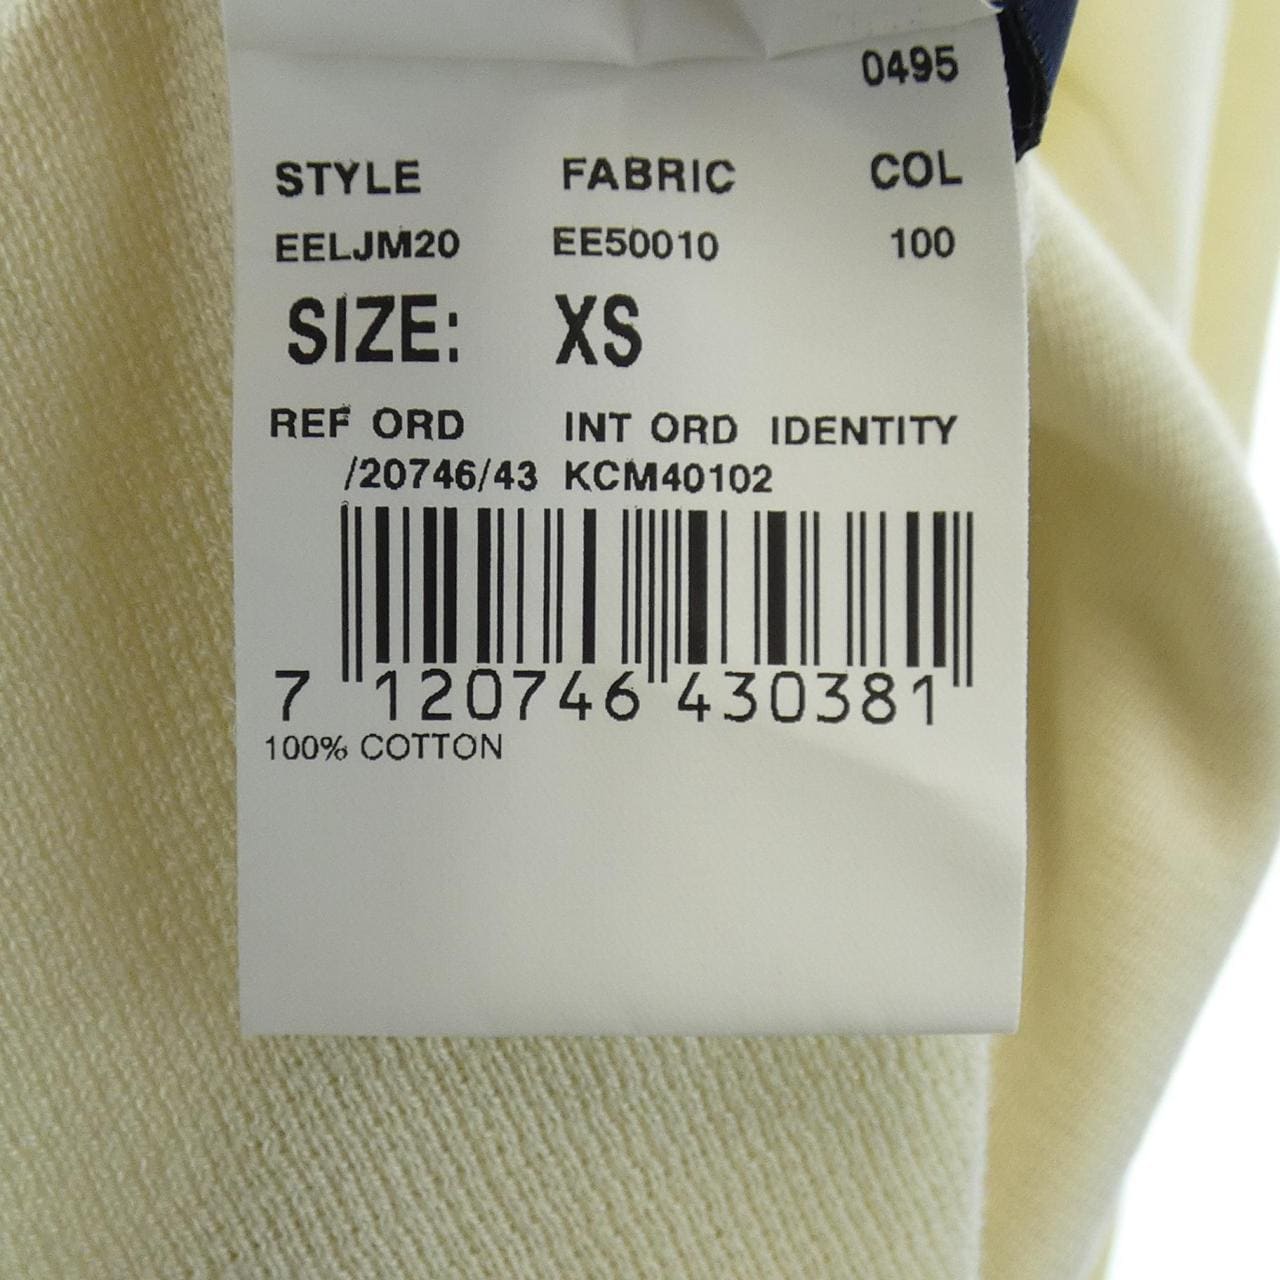 0495
STYLE FABRIC COL
EELJM20 EE50010 100
SIZE: XS
REF ORD INT ORD IDENTITY
/20746/43 KCM40102
7 120746 430381
100% COTTON